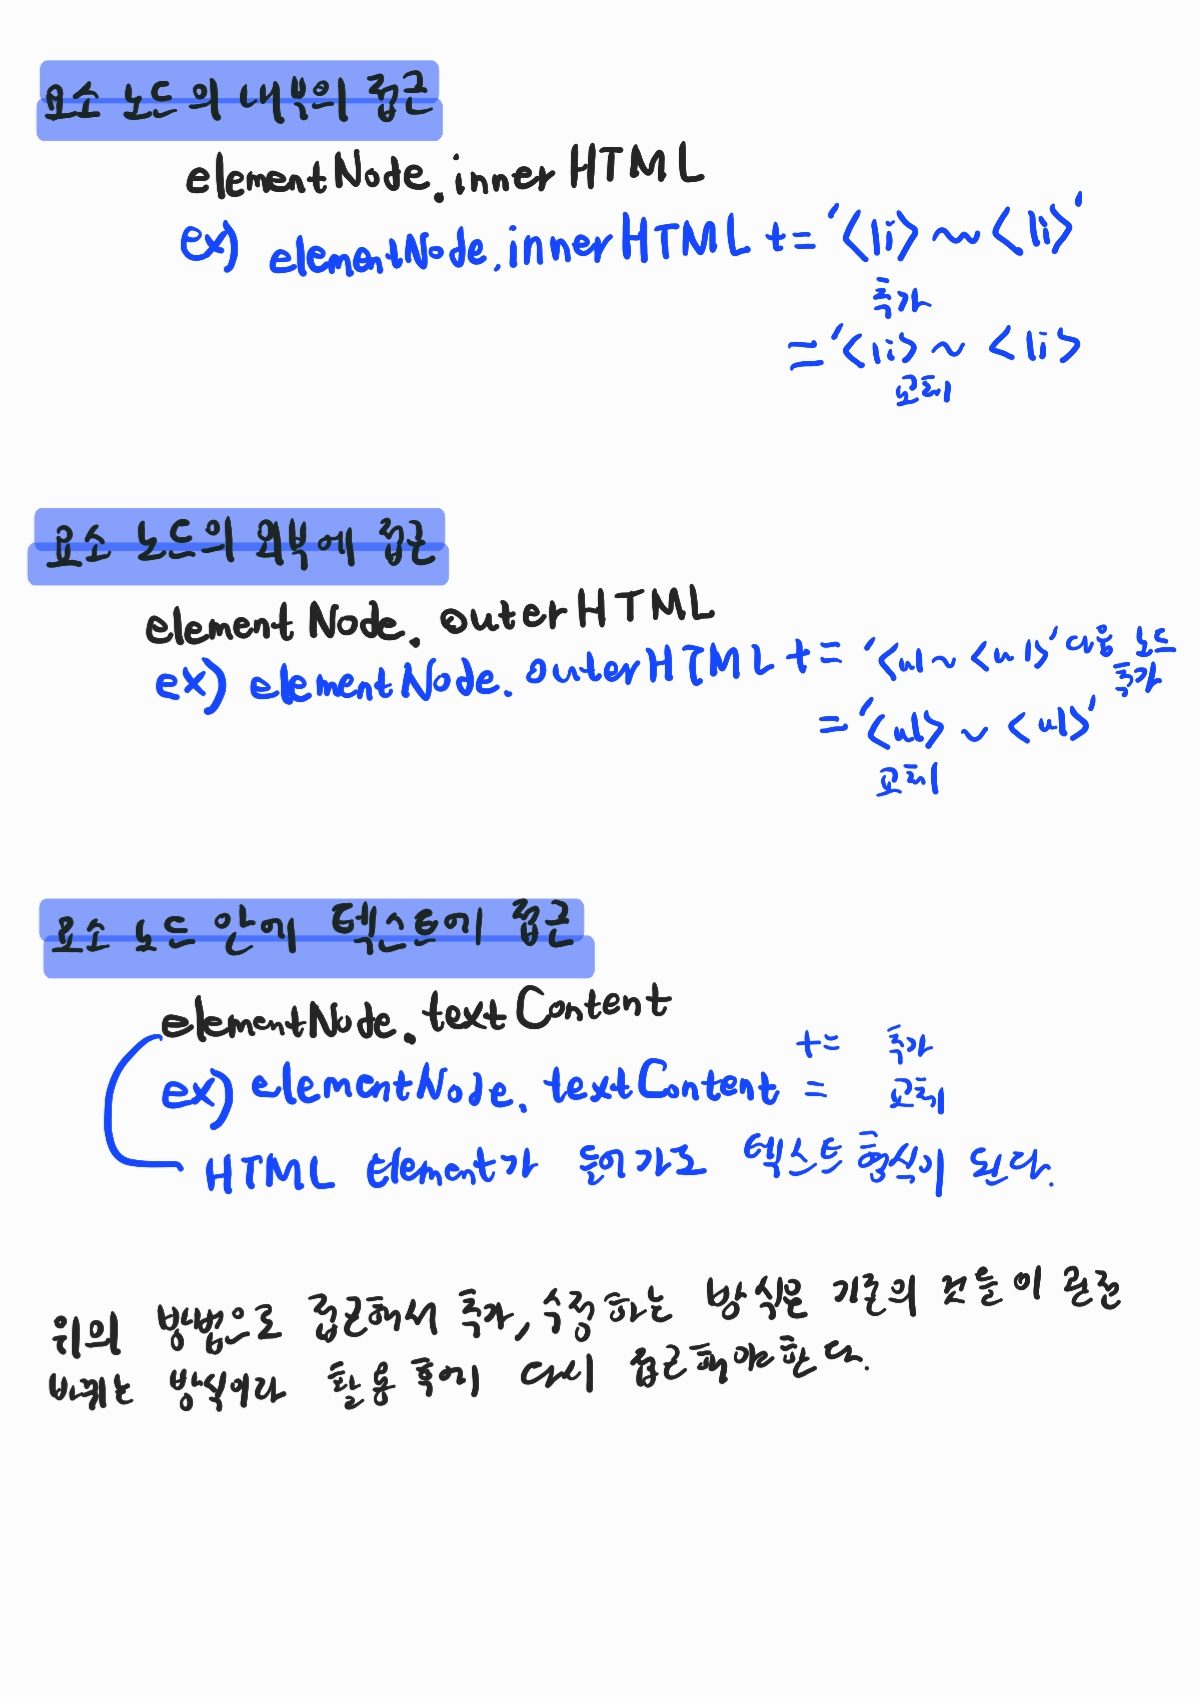 요소 노드의 내부의 접근
elementNode.innerHTML
ex) elementNode.innerHTML += '<li> ~ <li>'
추가
= '<li> ~ <li>
교체
요소 노드의 외부에 접근
elementNode.outerHTML
ex) elementNode.outerHTML += '<ul ~ <ul>' 다음 노드
추가
= '<ul> ~ <ul>'
교체
요소 노드 안에 텍스트에 접근
elementNode.textContent
+= 추가
ex) elementNode.textContent = 교체
HTML Element가 들어가도 텍스트 형식이 된다.
위의 방법으로 접근해서 추가, 수정하는 방식은 기존의 것들이 완전
바뀌는 방식이라 활용 후에 다시 접근해야한다.